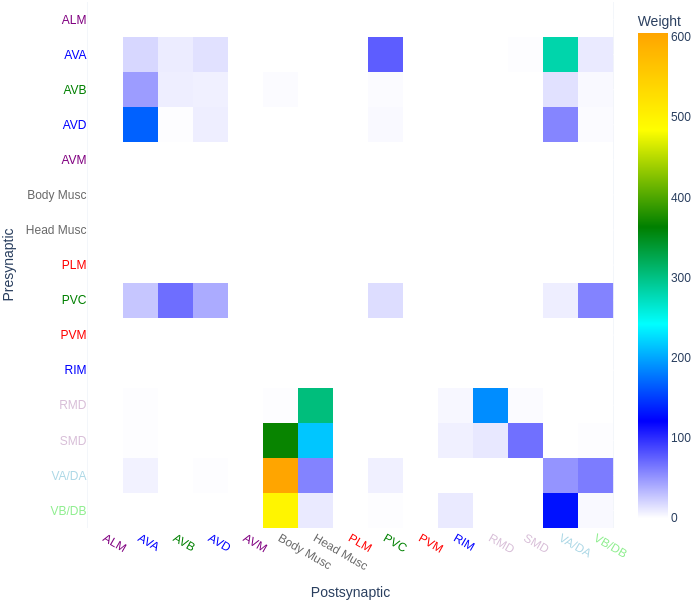 Weight
ALM
AVA
AVB
AVD
AVM
Body Musc
Head Musc
PLM
PVC
PVM
RIM
RMD
SMD
VA/DA
VB/DB
Presynaptic
600
500
400
300
200
100
0
ALM
AVA
AVB
AVD
AVM
Body Musc
Head Musc
PLM
PVC
PVM
RIM
RMD
SMD
VA/DA
VB/DB
Postsynaptic